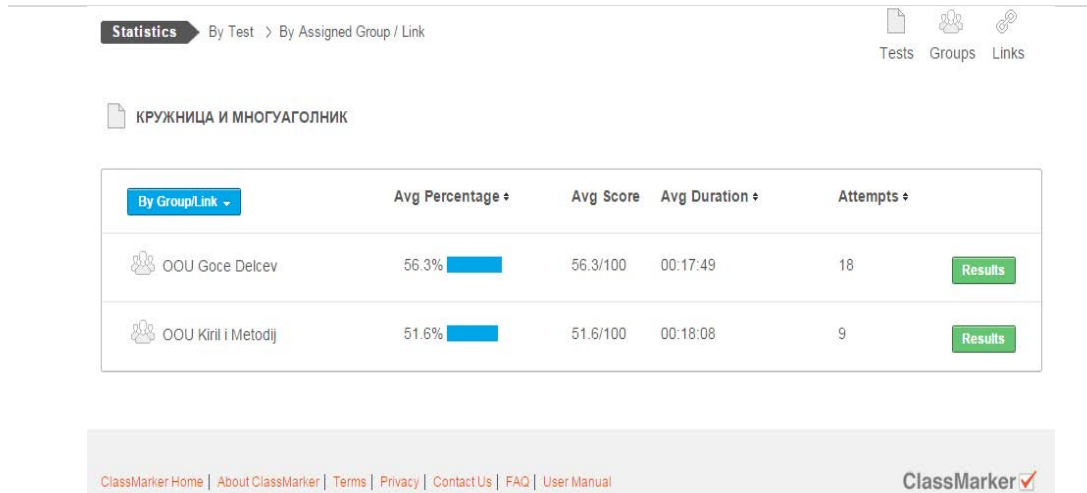 Statistics By Test > By Assigned Group / Link
Tests Groups Links
КРУЖНИЦА И МНОГУАГОЛНИК
By Group/Link Avg Percentage Avg Score Avg Duration Attempts
OOU Goce Delcev 56.3% 56.3/100 00:17:49 18 Results
OOU Kiril i Metodij 51.6% 51.6/100 00:18:08 9 Results
ClassMarker Home | About ClassMarker | Terms | Privacy | Contact Us | FAQ | User Manual ClassMarker